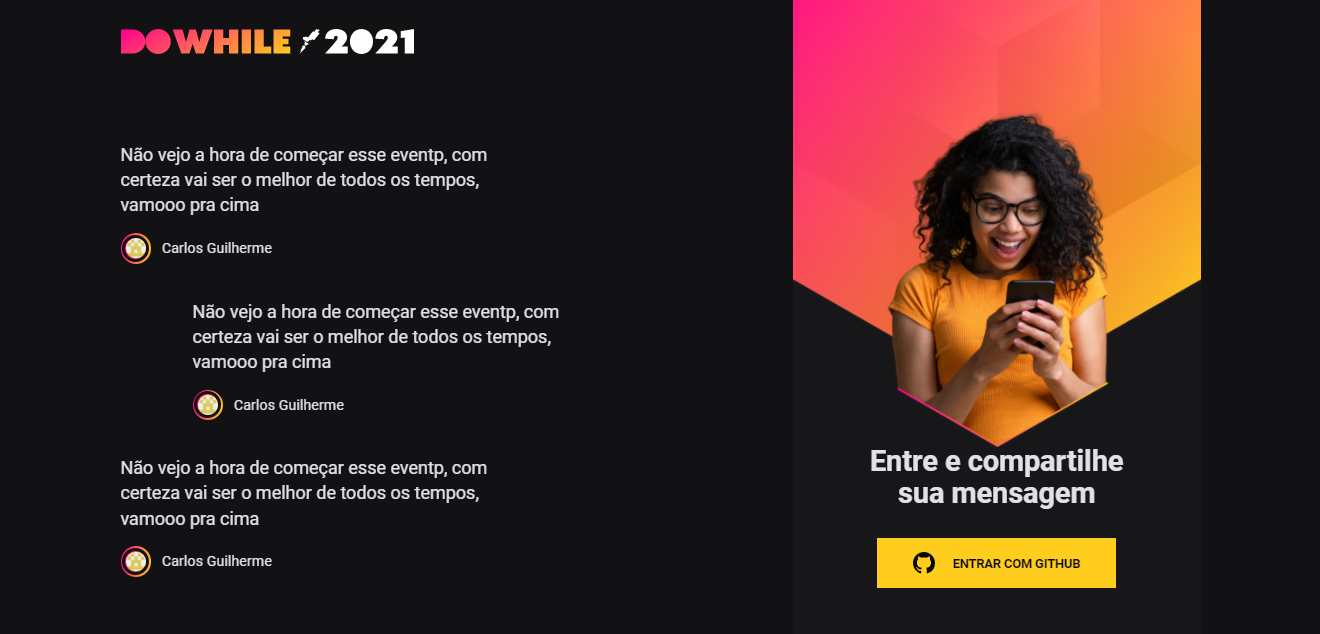 DOWHILE 2021
Não vejo a hora de começar esse eventp, com
certeza vai ser o melhor de todos os tempos,
vamooo pra cima
Carlos Guilherme
Não vejo a hora de começar esse eventp, com
certeza vai ser o melhor de todos os tempos,
vamooo pra cima
Carlos Guilherme
Não vejo a hora de começar esse eventp, com
certeza vai ser o melhor de todos os tempos,
vamooo pra cima
Carlos Guilherme
Entre e compartilhe
sua mensagem
ENTRAR COM GITHUB